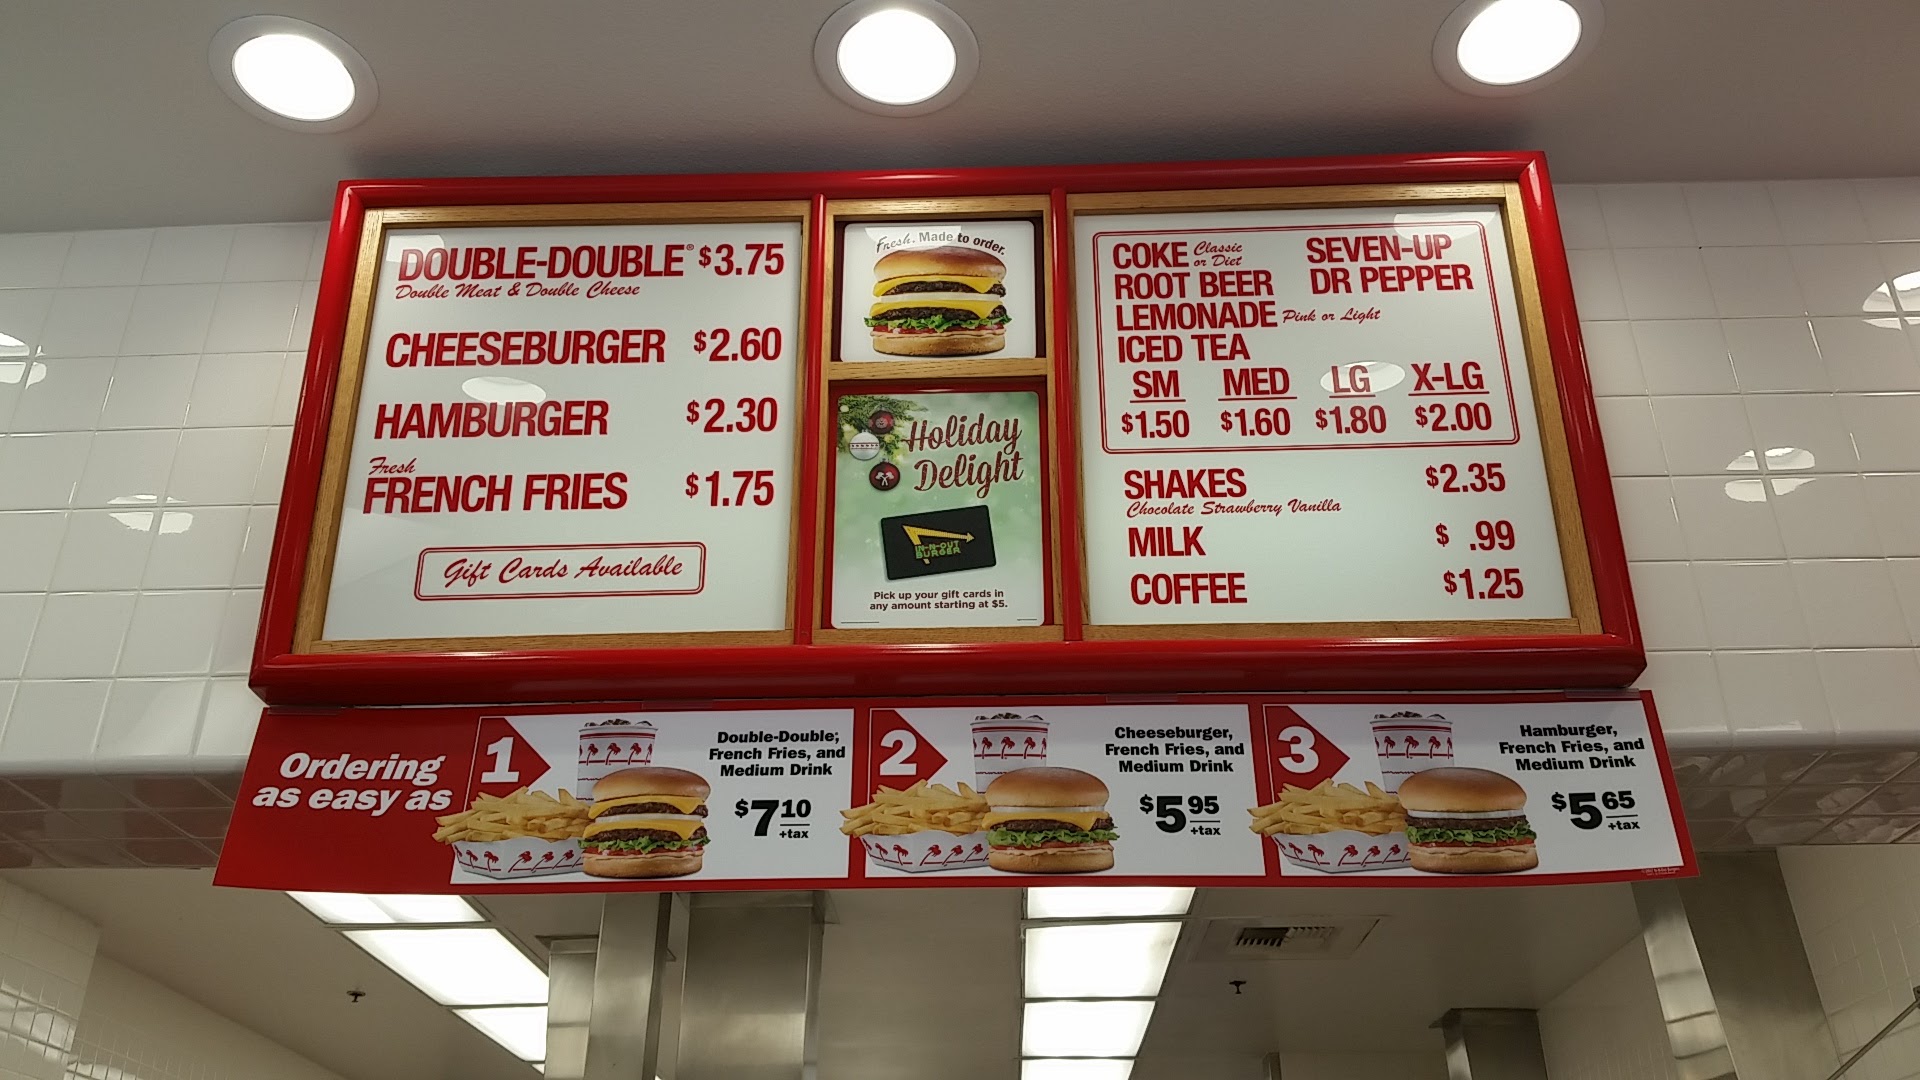 DOUBLE-DOUBLE® $3.75
Double Meat & Double Cheese
CHEESEBURGER $2.60
HAMBURGER $2.30
Fresh
FRENCH FRIES $1.75
Gift Cards Available
Fresh. Made to order.
Holiday
Delight
IN-N-OUT
BURGER
Pick up your gift cards in
any amount starting at $5.
COKE Classic or Diet SEVEN-UP
ROOT BEER DR PEPPER
LEMONADE Pink or Light
ICED TEA
SM MED LG X-LG
$1.50 $1.60 $1.80 $2.00
SHAKES $2.35
Chocolate Strawberry Vanilla
MILK $ .99
COFFEE $1.25
Ordering
as easy as
1
Double-Double,
French Fries, and
Medium Drink
$7 10
+tax
2
Cheeseburger,
French Fries, and
Medium Drink
$5 95
+tax
3
Hamburger,
French Fries, and
Medium Drink
$5 65
+tax